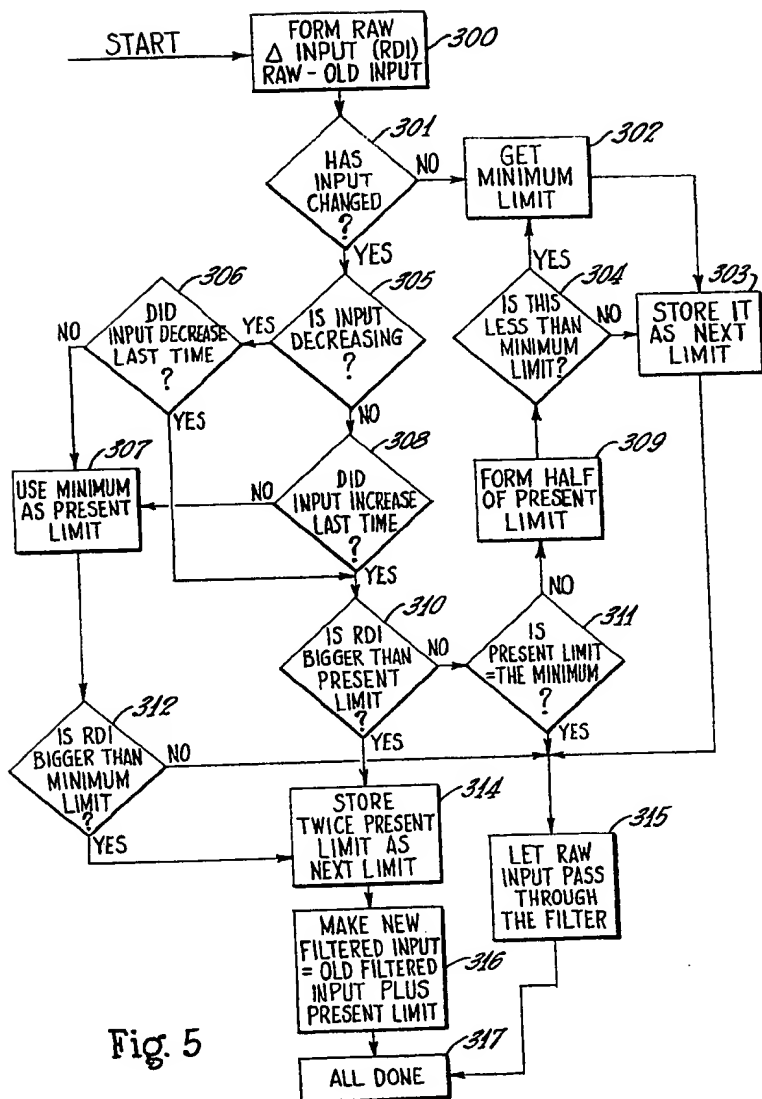 START
FORM RAW
Δ INPUT (RDI)
RAW - OLD INPUT
300
301
HAS
INPUT
CHANGED
?
NO
YES
302
GET
MINIMUM
LIMIT
303
STORE IT
AS NEXT
LIMIT
304
IS THIS
LESS THAN
MINIMUM
LIMIT?
YES
NO
305
IS INPUT
DECREASING
?
YES
NO
306
DID
INPUT DECREASE
LAST TIME
?
NO
YES
307
USE MINIMUM
AS PRESENT
LIMIT
308
DID
INPUT INCREASE
LAST TIME
?
NO
YES
309
FORM HALF
OF PRESENT
LIMIT
310
IS RDI
BIGGER THAN
PRESENT
LIMIT
?
NO
YES
311
IS
PRESENT LIMIT
=THE MINIMUM
?
NO
YES
312
IS RDI
BIGGER THAN
MINIMUM
LIMIT
?
NO
YES
314
STORE
TWICE PRESENT
LIMIT AS
NEXT LIMIT
315
LET RAW
INPUT PASS
THROUGH
THE FILTER
316
MAKE NEW
FILTERED INPUT
= OLD FILTERED
INPUT PLUS
PRESENT LIMIT
317
ALL DONE
Fig. 5